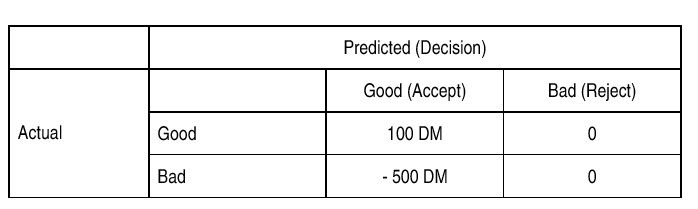 Predicted (Decision)
Good (Accept) Bad (Reject)
Actual Good 100 DM 0
Bad - 500 DM 0